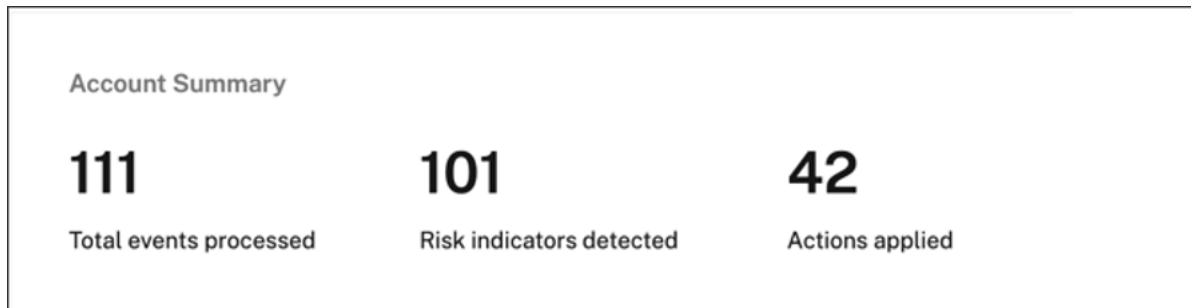 Account Summary
111
101
42
Total events processed
Risk indicators detected
Actions applied